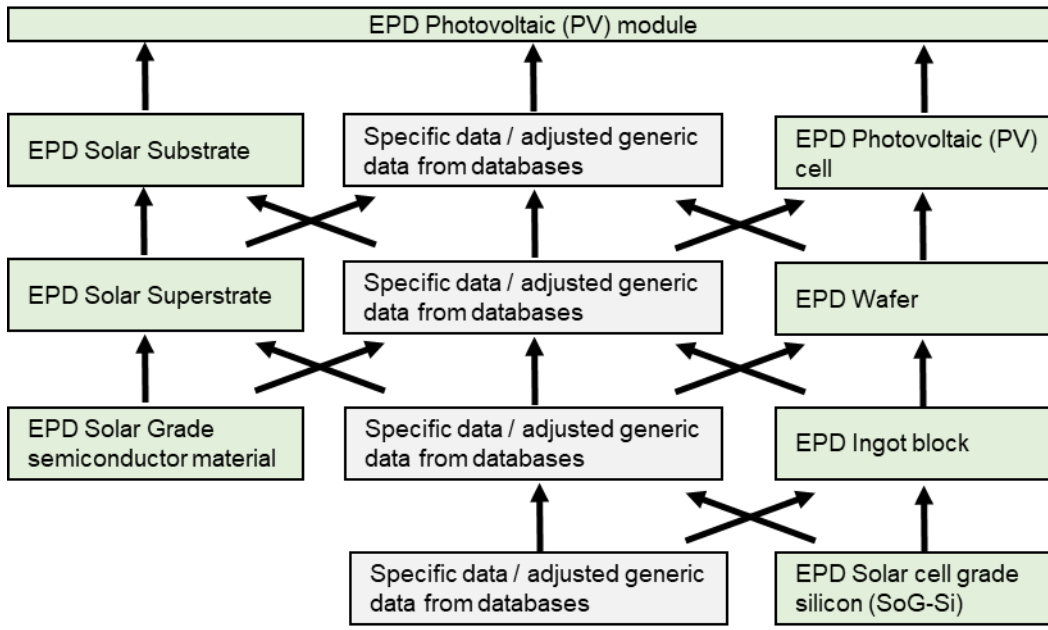 EPD Photovoltaic (PV) module
EPD Solar Substrate
Specific data / adjusted generic
data from databases
EPD Photovoltaic (PV)
cell
EPD Solar Superstrate
Specific data / adjusted generic
data from databases
EPD Wafer
EPD Solar Grade
semiconductor material
Specific data / adjusted generic
data from databases
EPD Ingot block
Specific data / adjusted generic
data from databases
EPD Solar cell grade
silicon (SoG-Si)